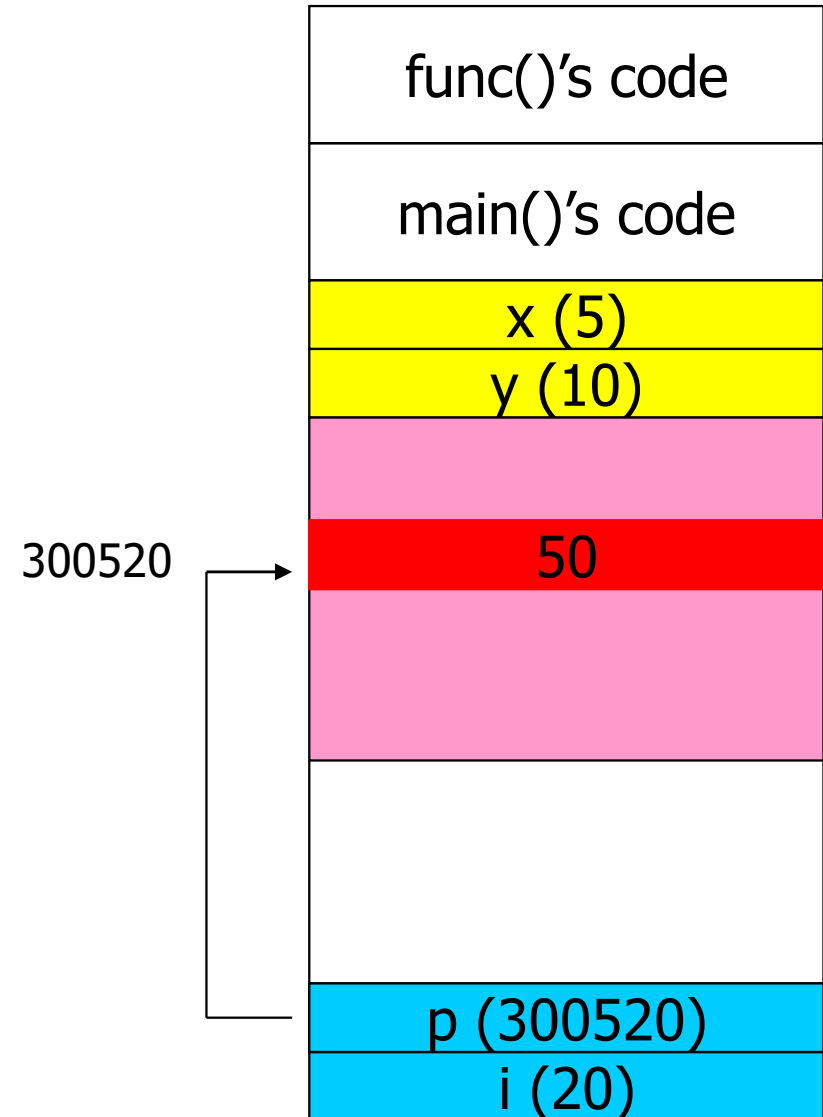 func()’s code
main()’s code
x (5)
y (10)
300520
50
p (300520)
i (20)